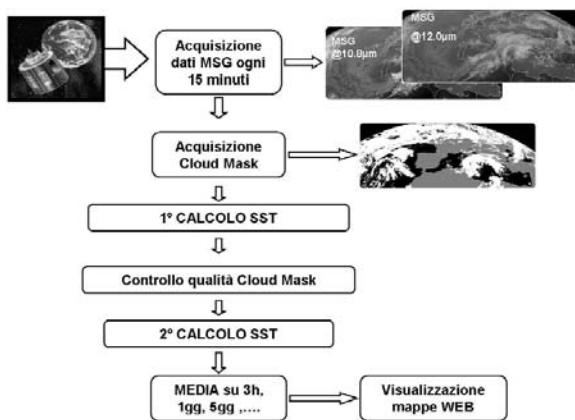 Acquisizione
dati MSG ogni
15 minuti
MSG
@10.8µm
MSG
@12.0µm
Acquisizione
Cloud Mask
1° CALCOLO SST
Controllo qualità Cloud Mask
2° CALCOLO SST
MEDIA su 3h,
1gg, 5gg ,....
Visualizzazione
mappe WEB